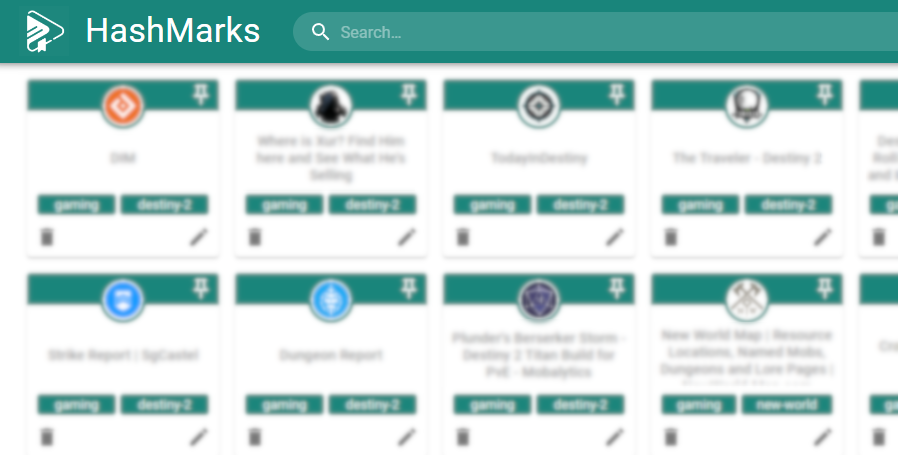 HashMarks
Search...
DIM
Where is Xur? Find Him
here and See What He's
Selling
TodayInDestiny
The Traveler - Destiny 2
gaming destiny-2
gaming destiny-2
gaming destiny-2
gaming destiny-2
Strike Report | SgCastel
Dungeon Report
Plunder's Berserker Storm -
Destiny 2 Titan Build for
PvE - Mobalytics
New World Map | Resource
Locations, Named Mobs,
Dungeons and Lore Pages |
gaming destiny-2
gaming destiny-2
gaming destiny-2
gaming new-world